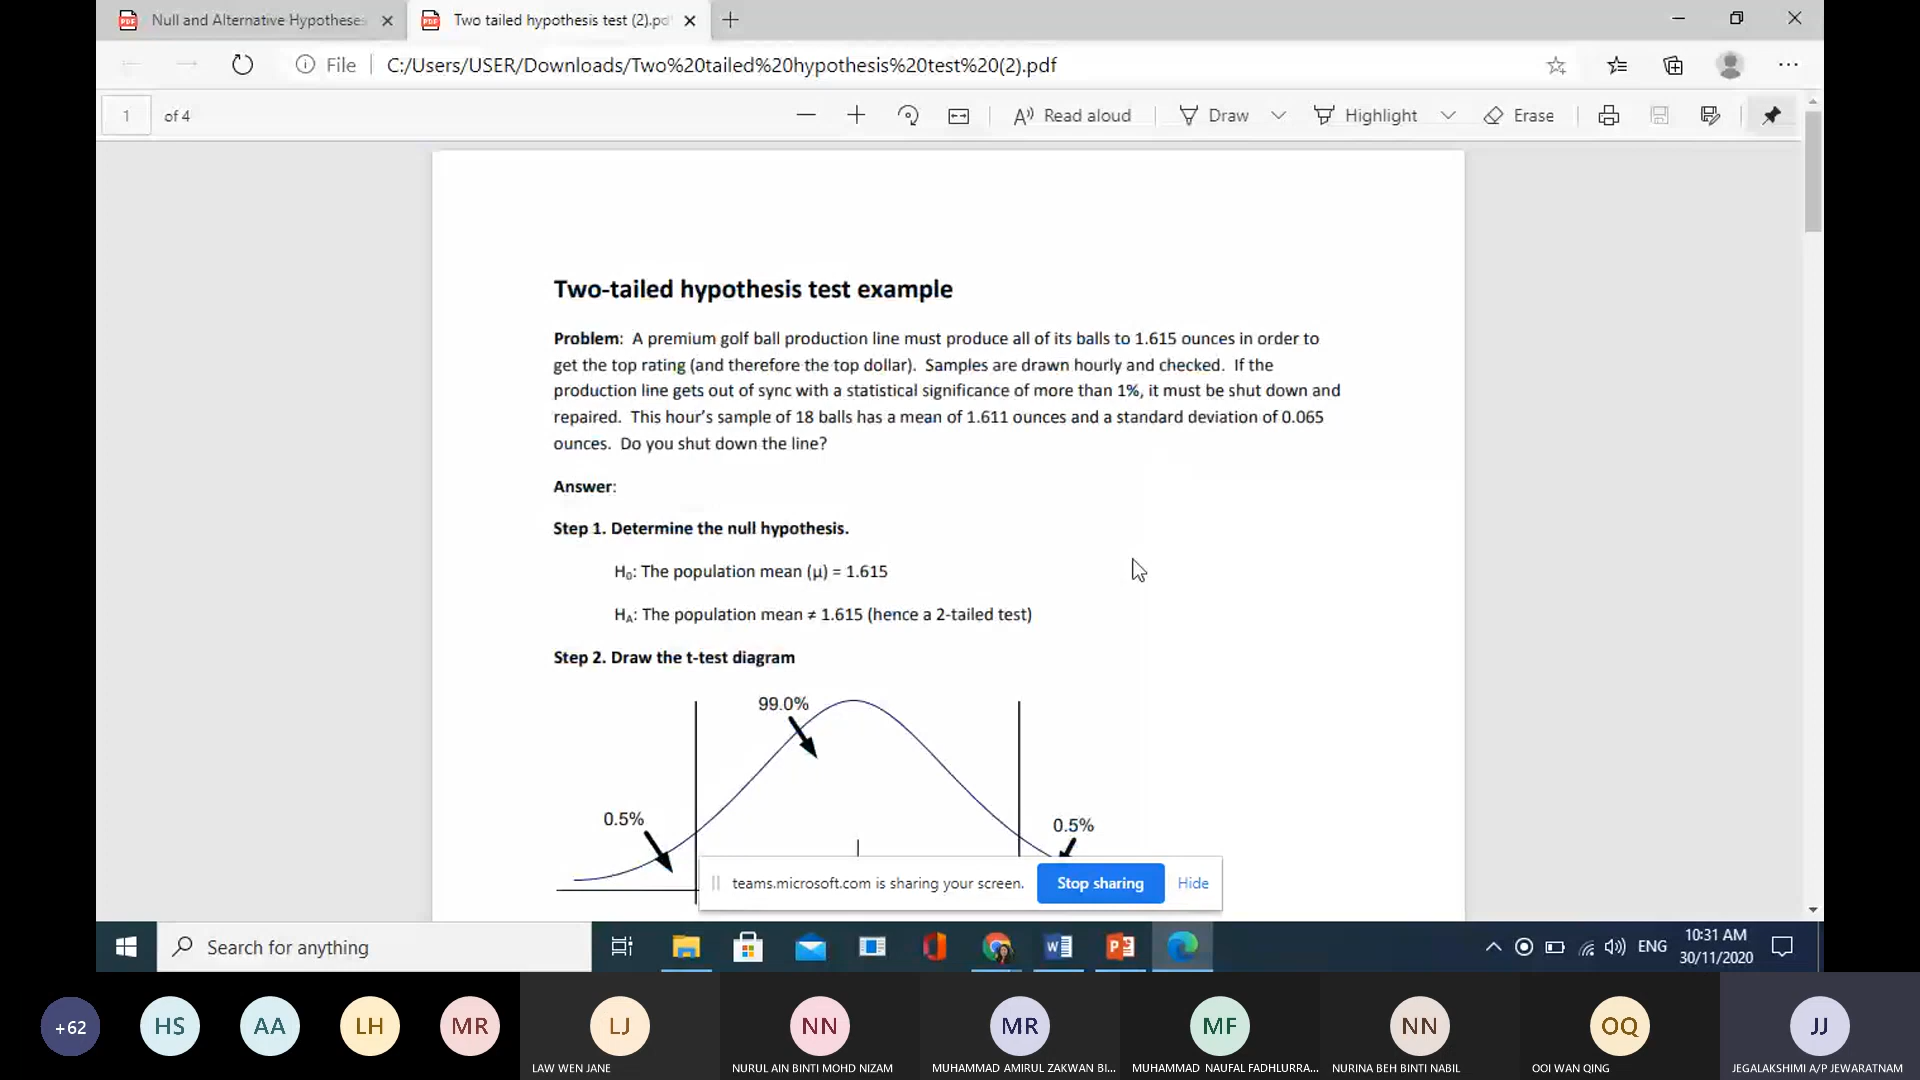 Null and Alternative Hypotheses
Two tailed hypothesis test (2).pd
File
C:/Users/USER/Downloads/Two%20tailed%20hypothesis%20test%20(2).pdf
1 of 4
Read aloud
Draw
Highlight
Erase
Two-tailed hypothesis test example
Problem: A premium golf ball production line must produce all of its balls to 1.615 ounces in order to
get the top rating (and therefore the top dollar). Samples are drawn hourly and checked. If the
production line gets out of sync with a statistical significance of more than 1%, it must be shut down and
repaired. This hour's sample of 18 balls has a mean of 1.611 ounces and a standard deviation of 0.065
ounces. Do you shut down the line?
Answer:
Step 1. Determine the null hypothesis.
H₀: The population mean (μ) = 1.615
Hₐ: The population mean ≠ 1.615 (hence a 2-tailed test)
Step 2. Draw the t-test diagram
99.0%
0.5%
0.5%
teams.microsoft.com is sharing your screen.
Stop sharing
Hide
Search for anything
ENG
10:31 AM
30/11/2020
+62
HS
AA
LH
MR
LJ
NN
MR
MF
NN
OQ
JJ
LAW WEN JANE
NURUL AIN BINTI MOHD NIZAM
MUHAMMAD AMIRUL ZAKWAN BI...
MUHAMMAD NAUFAL FADHLURRA...
NURINA BEH BINTI NABIL
OOI WAN QING
JEGALAKSHIMI A/P JEWARATNAM